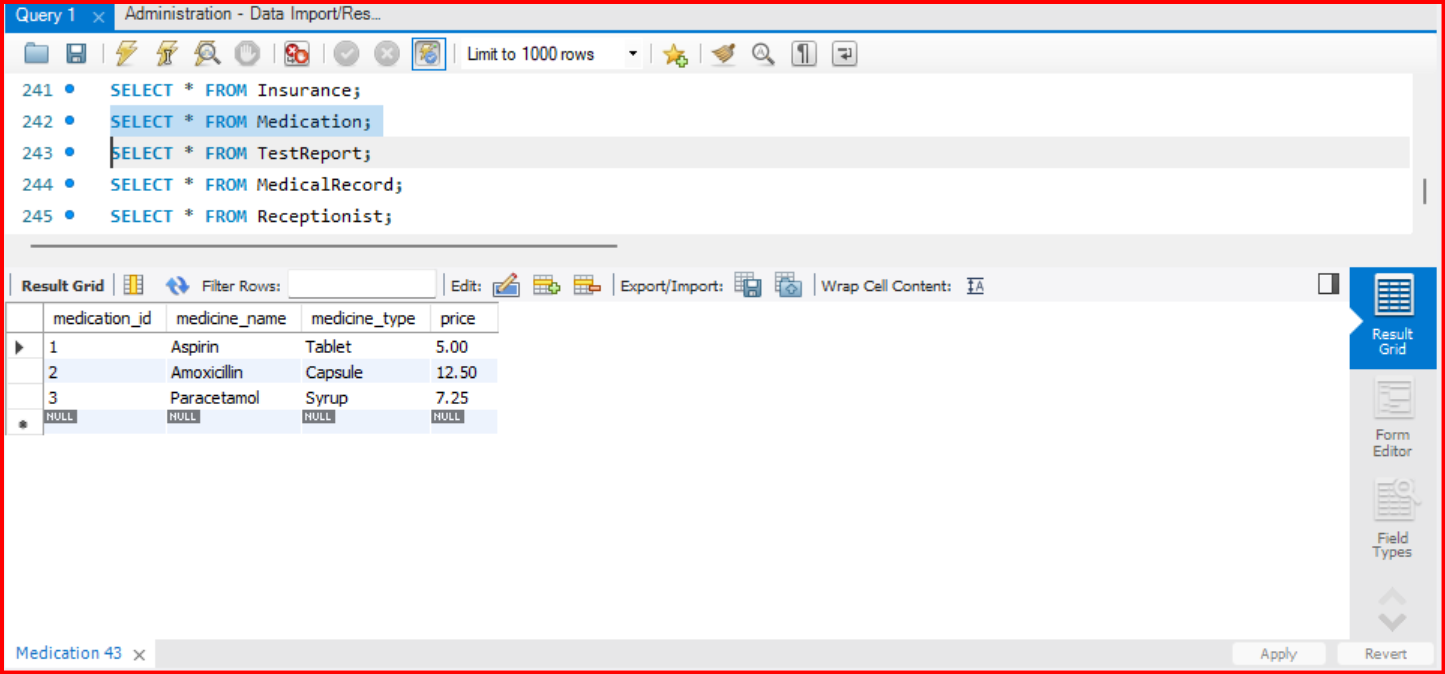 Query 1 Administration - Data Import/Res...
Limit to 1000 rows
241 SELECT * FROM Insurance;
242 SELECT * FROM Medication;
243 SELECT * FROM TestReport;
244 SELECT * FROM MedicalRecord;
245 SELECT * FROM Receptionist;
Result Grid Filter Rows: Edit: Export/Import: Wrap Cell Content: IA
medication_id medicine_name medicine_type price
1 Aspirin Tablet 5.00
2 Amoxicillin Capsule 12.50
3 Paracetamol Syrup 7.25
NULL NULL NULL NULL
Result
Grid
Form
Editor
Field
Types
Medication 43 Apply Revert